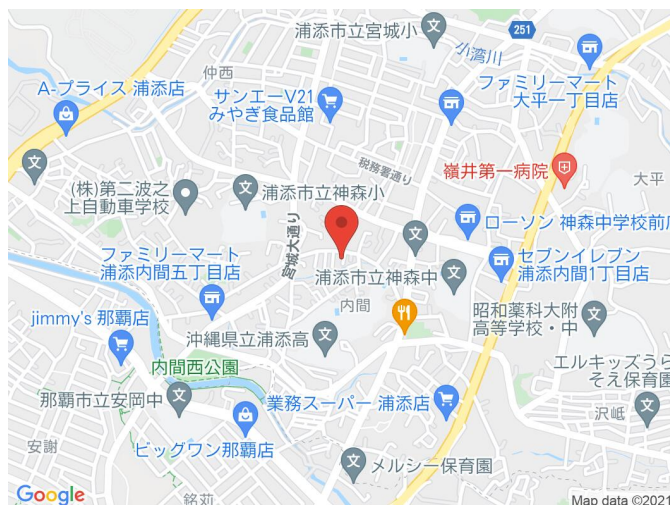 浦添市立宮城小
251
小湾川
仲西
A-プライス 浦添店
サンエーV21
みやぎ食品館
ファミリーマート
大平一丁目店
税務署通り
嶺井第一病院
大平
(株)第二波之
上自動車学校
浦添市立神森小
宮城大通り
ローソン 神森中学校前店
ファミリーマート
浦添内間五丁目店
浦添市立神森中
セブンイレブン
浦添内間1丁目店
内間
jimmy's 那覇店
沖縄県立浦添高
昭和薬科大附
高等学校・中
内間西公園
エルキッズうら
そえ保育園
那覇市立安岡中
業務スーパー 浦添店
沢岻
安謝
ビッグワン那覇店
メルシー保育園
銘苅
Google
Map data ©2021